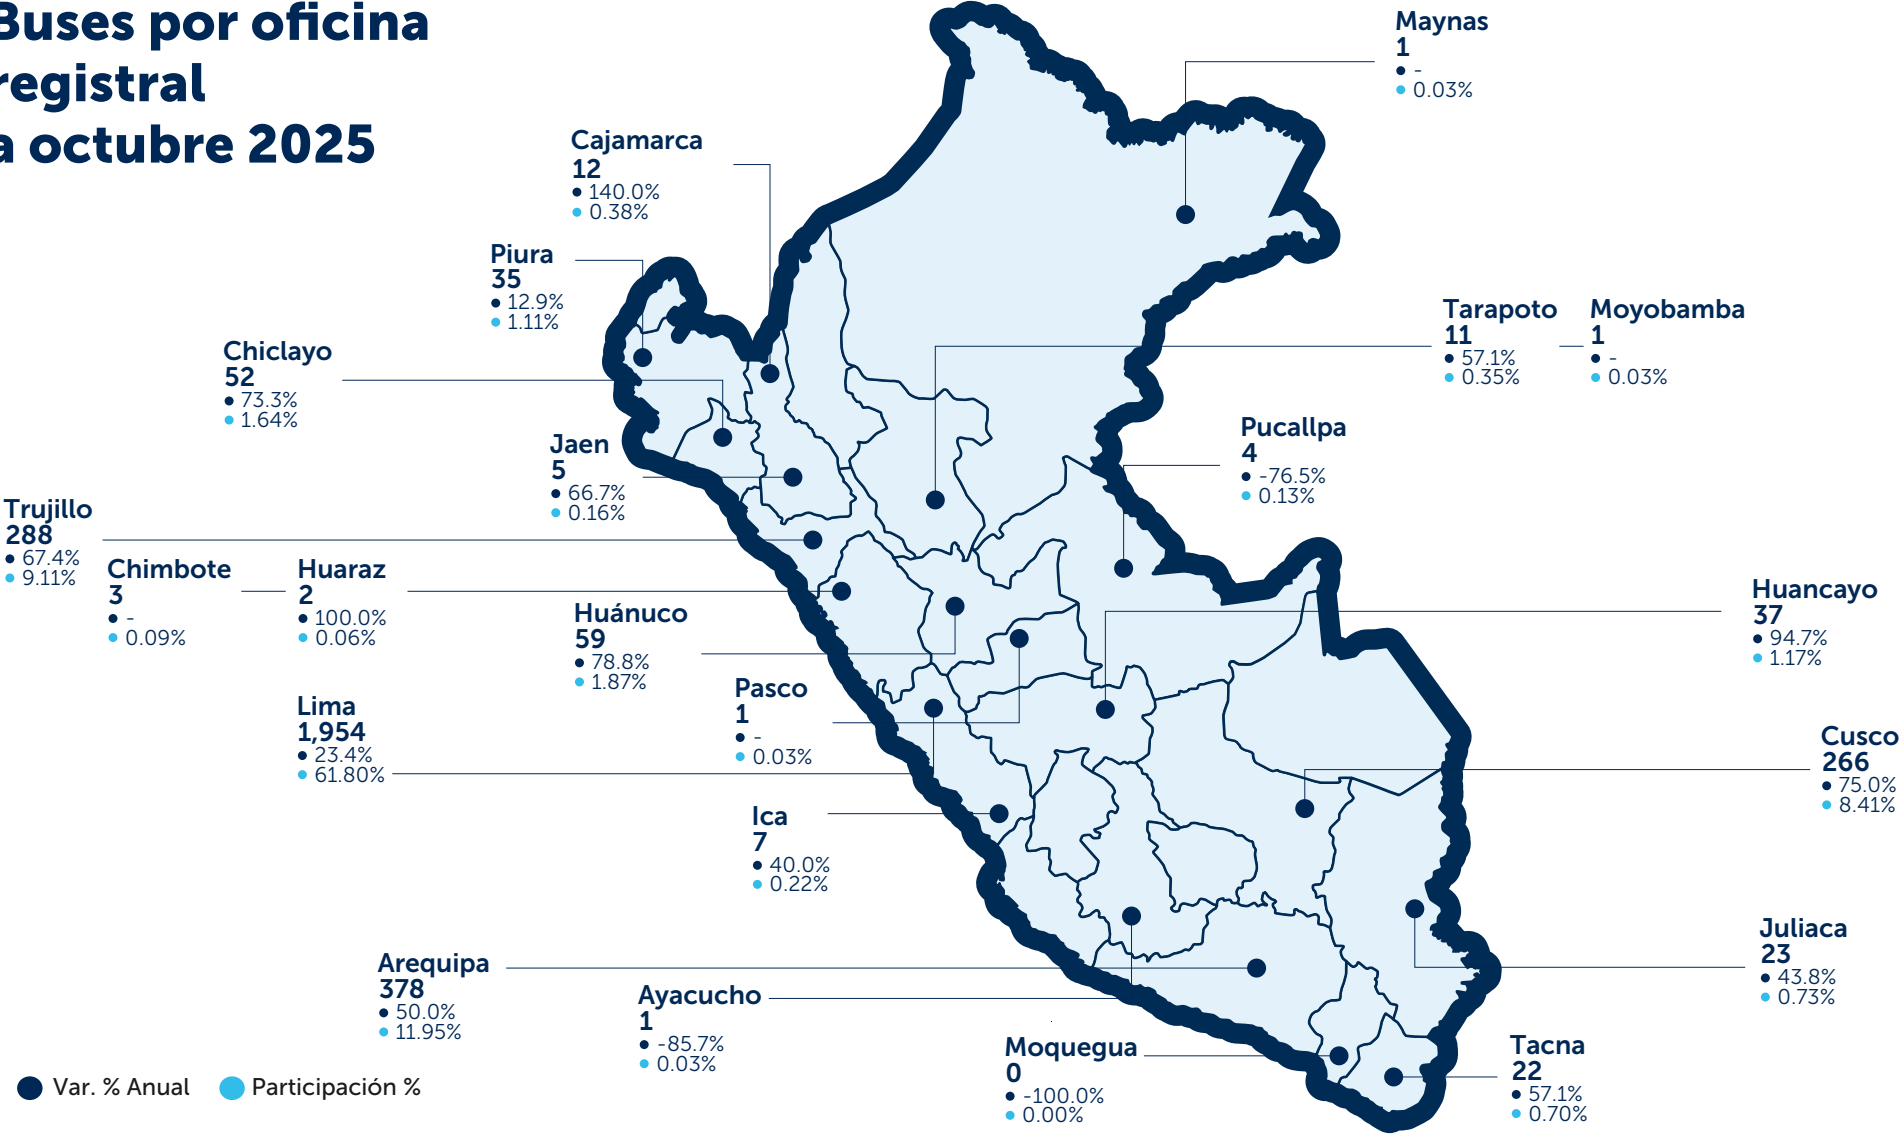 Buses por oficina
registral
a octubre 2025
Maynas
1
-
0.03%
Cajamarca
12
140.0%
0.38%
Piura
35
12.9%
1.11%
Chiclayo
52
73.3%
1.64%
Tarapoto
11
57.1%
0.35%
Moyobamba
1
-
0.03%
Jaen
5
66.7%
0.16%
Pucallpa
4
-76.5%
0.13%
Trujillo
288
67.4%
9.11%
Chimbote
3
-
0.09%
Huaraz
2
100.0%
0.06%
Huánuco
59
78.8%
1.87%
Huancayo
37
94.7%
1.17%
Pasco
1
-
0.03%
Lima
1,954
23.4%
61.80%
Cusco
266
75.0%
8.41%
Ica
7
40.0%
0.22%
Juliaca
23
43.8%
0.73%
Arequipa
378
50.0%
11.95%
Ayacucho
1
-85.7%
0.03%
Moquegua
0
-100.0%
0.00%
Tacna
22
57.1%
0.70%
Var. % Anual
Participación %